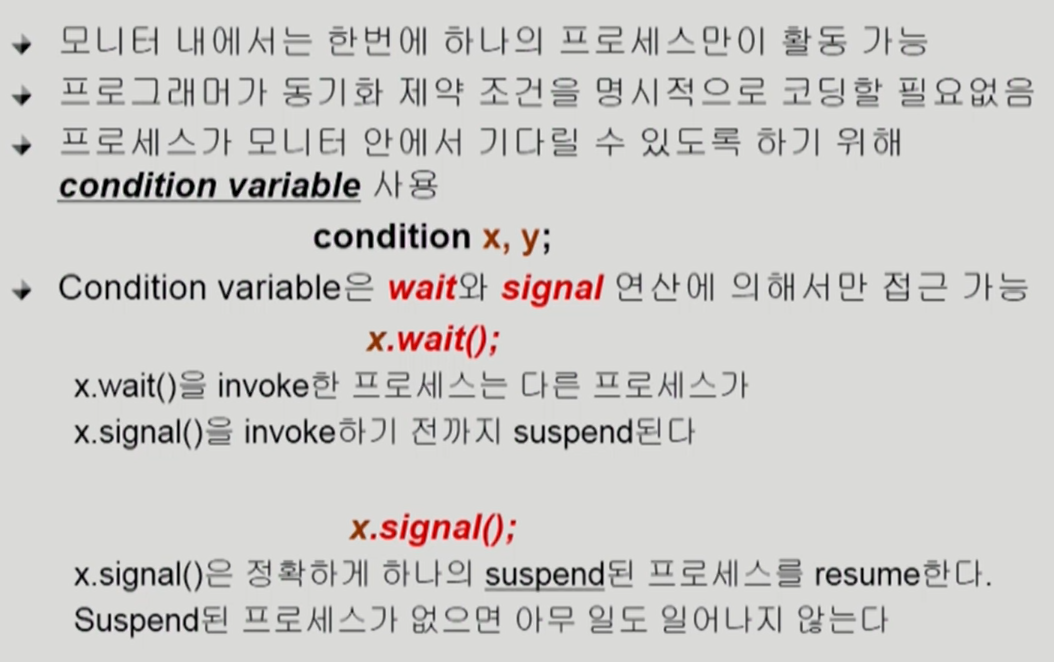 모니터 내에서는 한번에 하나의 프로세스만이 활동 가능
프로그래머가 동기화 제약 조건을 명시적으로 코딩할 필요없음
프로세스가 모니터 안에서 기다릴 수 있도록 하기 위해
condition variable 사용
condition x, y;
Condition variable은 wait와 signal 연산에 의해서만 접근 가능
x.wait();
x.wait()을 invoke한 프로세스는 다른 프로세스가
x.signal()을 invoke하기 전까지 suspend된다
x.signal();
x.signal()은 정확하게 하나의 suspend된 프로세스를 resume한다.
Suspend된 프로세스가 없으면 아무 일도 일어나지 않는다